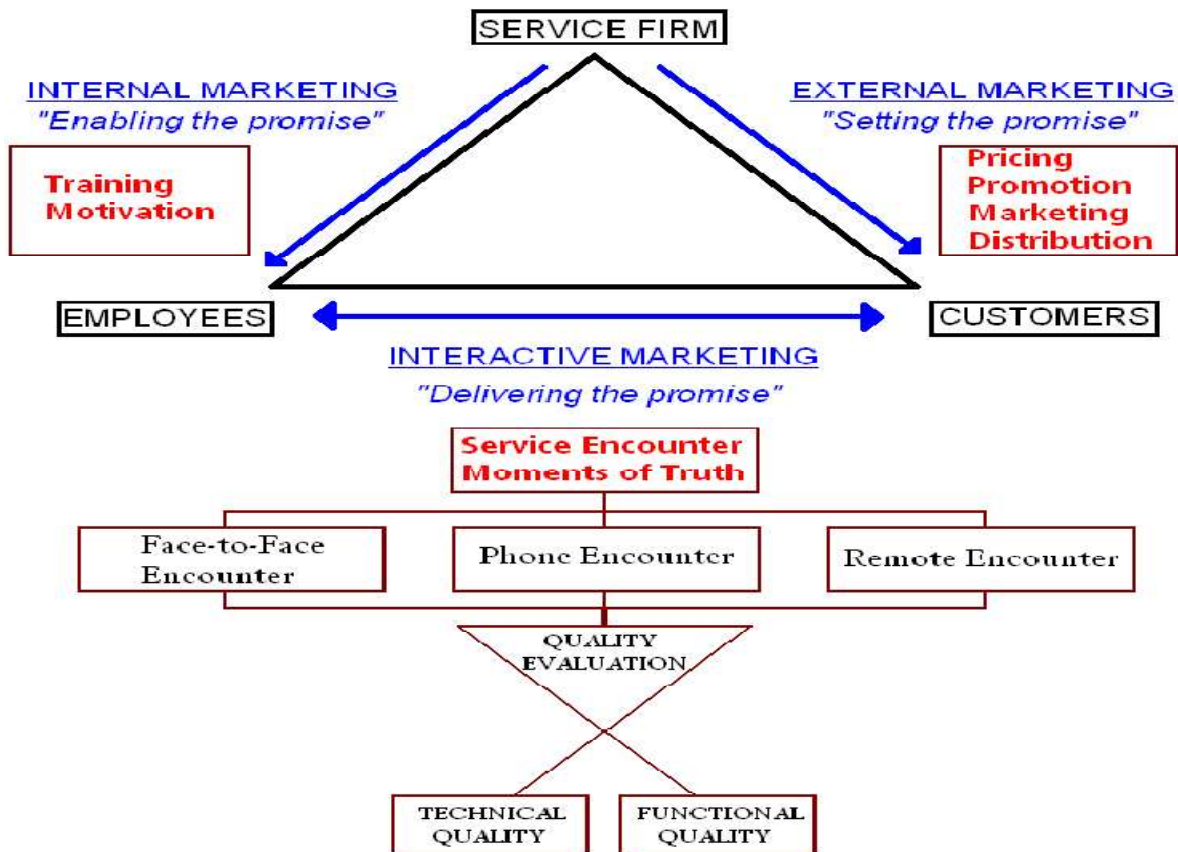 SERVICE FIRM
INTERNAL MARKETING
"Enabling the promise"
EXTERNAL MARKETING
"Setting the promise"
Training
Motivation
Pricing
Promotion
Marketing
Distribution
EMPLOYEES
CUSTOMERS
INTERACTIVE MARKETING
"Delivering the promise"
Service Encounter
Moments of Truth
Face-to-Face
Encounter
Phone Encounter
Remote Encounter
QUALITY
EVALUATION
TECHNICAL
QUALITY
FUNCTIONAL
QUALITY